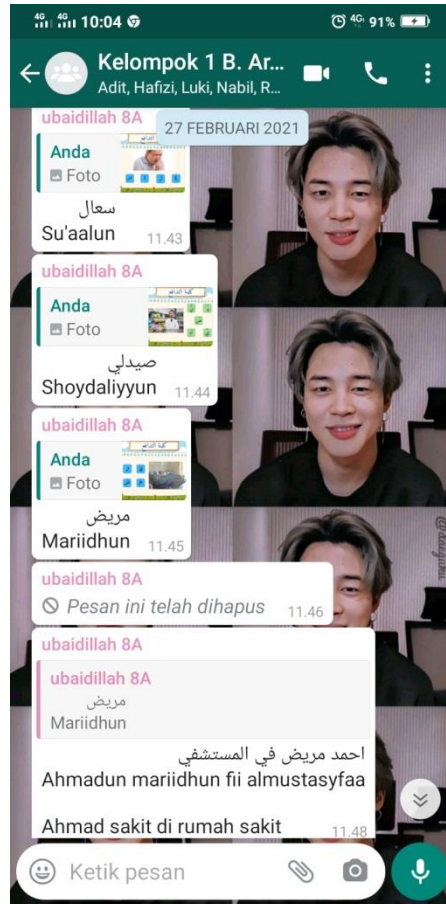 4G 4G 10:04 4G 91%
Kelompok 1 B. Ar...
Adit, Hafizi, Luki, Nabil, R...
27 FEBRUARI 2021
ubaidillah 8A
Anda
Foto
سعال
Su'aalun 11.43
ubaidillah 8A
Anda
Foto
صيدلي
Shoydaliyyun 11.44
ubaidillah 8A
Anda
Foto
مريض
Mariidhun 11.45
ubaidillah 8A
Pesan ini telah dihapus 11.46
ubaidillah 8A
ubaidillah 8A
مريض
Mariidhun
احمد مريض في المستشفي
Ahmadun mariidhun fii almustasyfaa
Ahmad sakit di rumah sakit 11.48
Ketik pesan